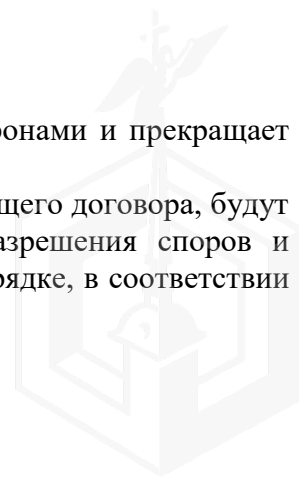 ронами и прекращает
щего договора, будут
азрешения споров и
рядке, в соответствии